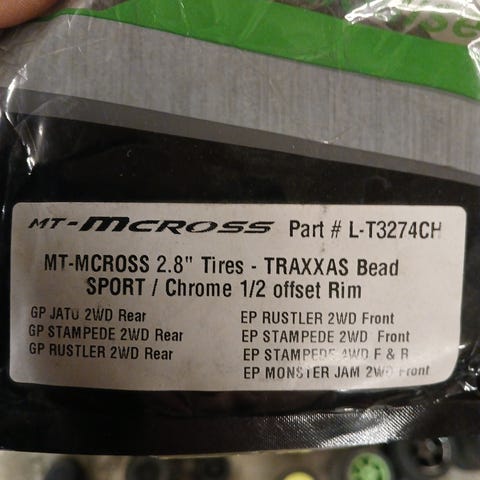 MT-MCROSS Part # L-T3274CH
MT-MCROSS 2.8" Tires - TRAXXAS Bead
SPORT / Chrome 1/2 offset Rim
GP JATO 2WD Rear
GP STAMPEDE 2WD Rear
GP RUSTLER 2WD Rear
EP RUSTLER 2WD Front
EP STAMPEDE 2WD Front
EP STAMPEDE 4WD F & R
EP MONSTER JAM 2WD Front